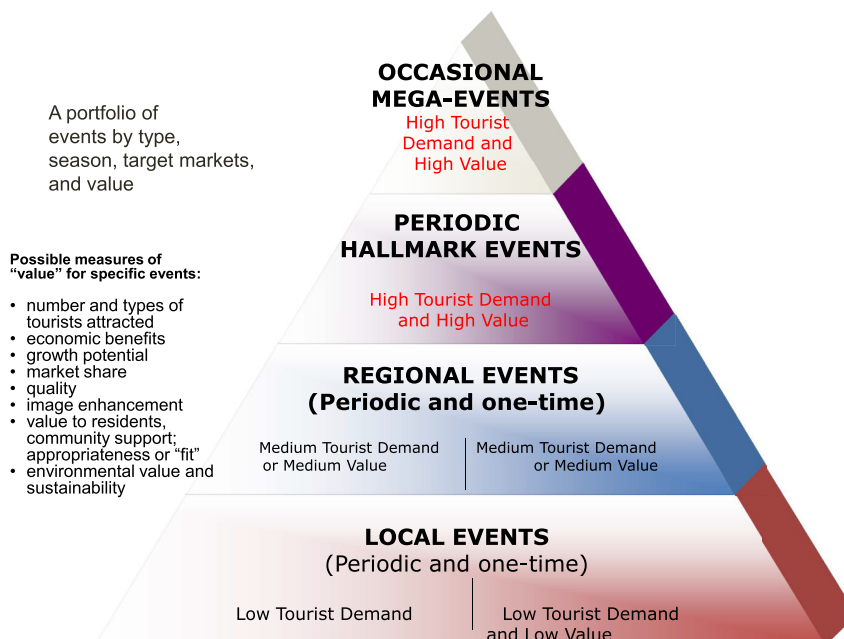 A portfolio of
events by type,
season, target markets,
and value
Possible measures of
“value” for specific events:
• number and types of
tourists attracted
• economic benefits
• growth potential
• market share
• quality
• image enhancement
• value to residents,
community support;
appropriateness or “fit”
• environmental value and
sustainability
OCCASIONAL
MEGA-EVENTS
High Tourist
Demand and
High Value
PERIODIC
HALLMARK EVENTS
High Tourist Demand
and High Value
REGIONAL EVENTS
(Periodic and one-time)
Medium Tourist Demand
or Medium Value
Medium Tourist Demand
or Medium Value
LOCAL EVENTS
(Periodic and one-time)
Low Tourist Demand
Low Tourist Demand
and Low Value